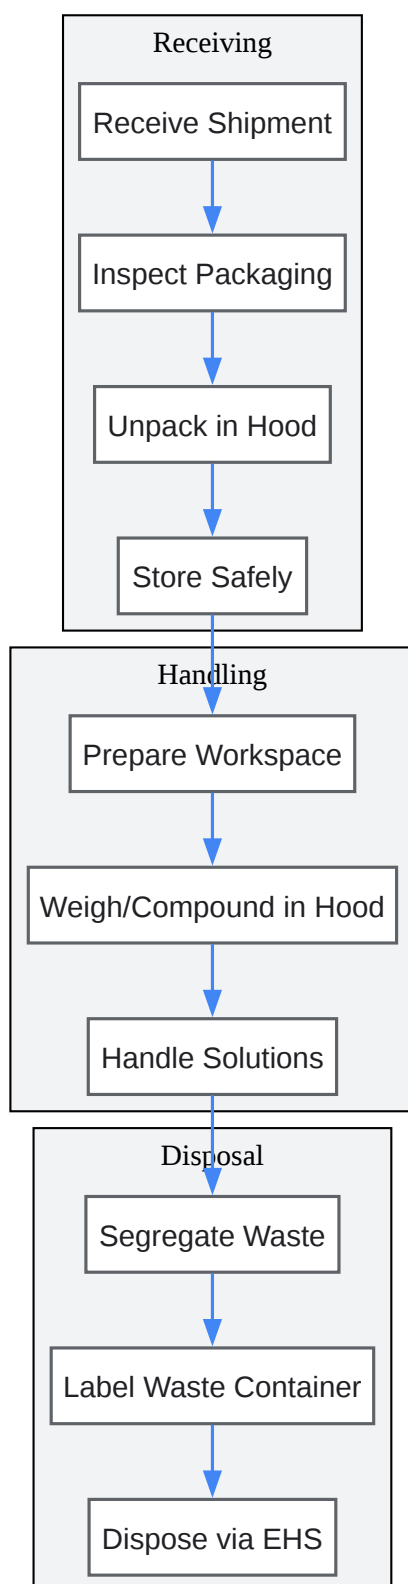 Receiving
Receive Shipment
Inspect Packaging
Unpack in Hood
Store Safely
Handling
Prepare Workspace
Weigh/Compound in Hood
Handle Solutions
Disposal
Segregate Waste
Label Waste Container
Dispose via EHS